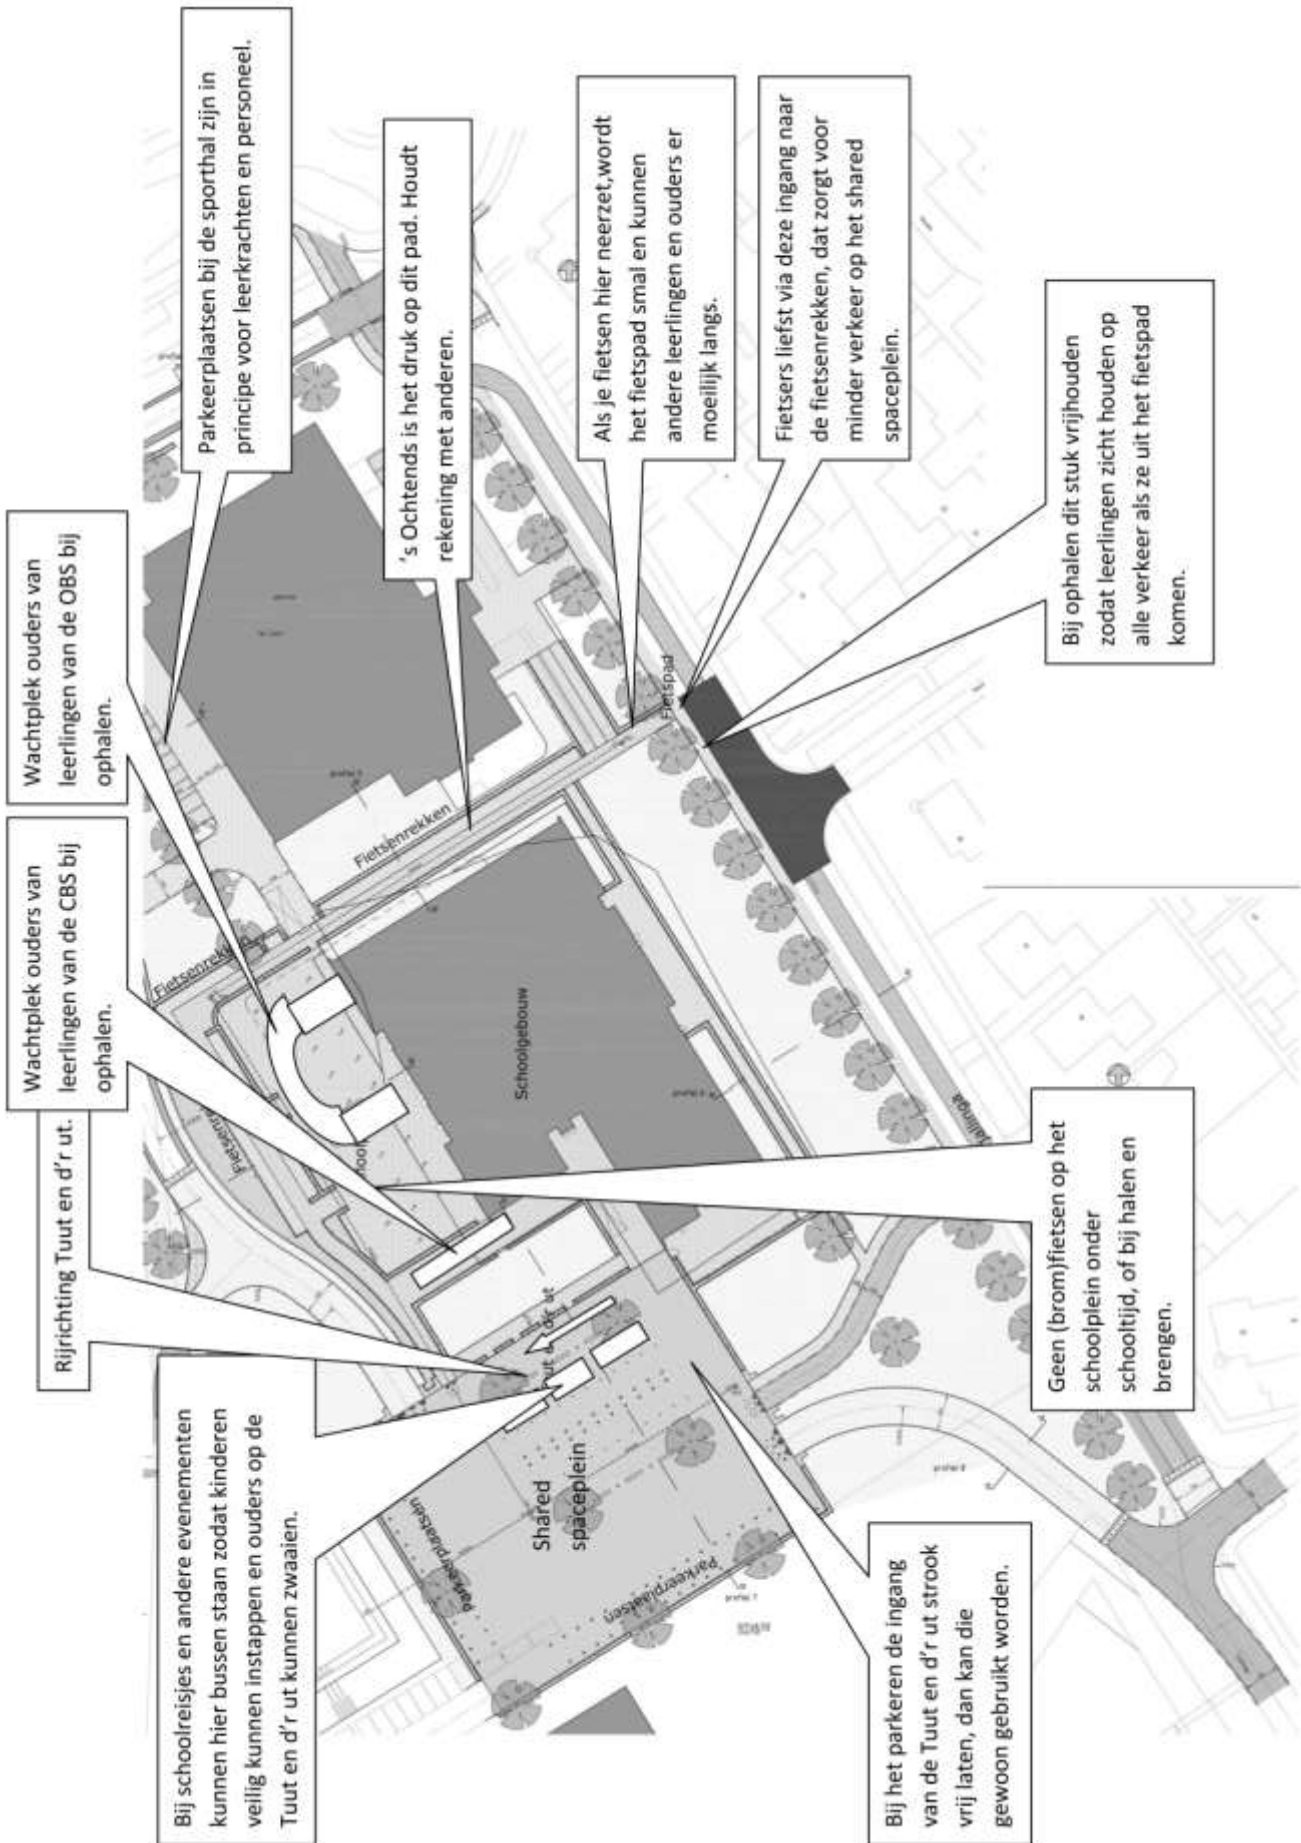 Bij schoolreisjes en andere evenementen
kunnen hier bussen staan zodat kinderen
veilig kunnen instappen en ouders op de
Tuut en d’r ut kunnen zwaaien.
Rijrichting Tuut en d’r ut.
Wachtplek ouders van
leerlingen van de CBS bij
ophalen.
Wachtplek ouders van
leerlingen van de OBS bij
ophalen.
Parkeerplaatsen bij de sporthal zijn in
principe voor leerkrachten en personeel.
’s Ochtends is het druk op dit pad. Houdt
rekening met anderen.
Als je fietsen hier neerzet,wordt
het fietspad smal en kunnen
andere leerlingen en ouders er
moeilijk langs.
Fietsers liefst via deze ingang naar
de fietsenrekken, dat zorgt voor
minder verkeer op het shared
spaceplein.
Bij ophalen dit stuk vrijhouden
zodat leerlingen zicht houden op
alle verkeer als ze uit het fietspad
komen.
Geen (brom)fietsen op het
schoolplein onder
schooltijd, of bij halen en
brengen.
Bij het parkeren de ingang
van de Tuut en d’r ut strook
vrij laten, dan kan die
gewoon gebruikt worden.
Shared
spaceplein
Parkeerplaatsen
Parkeerplaatsen
Schoolgebouw
Fietsenrekken
Fietsenrekk
Fietspad